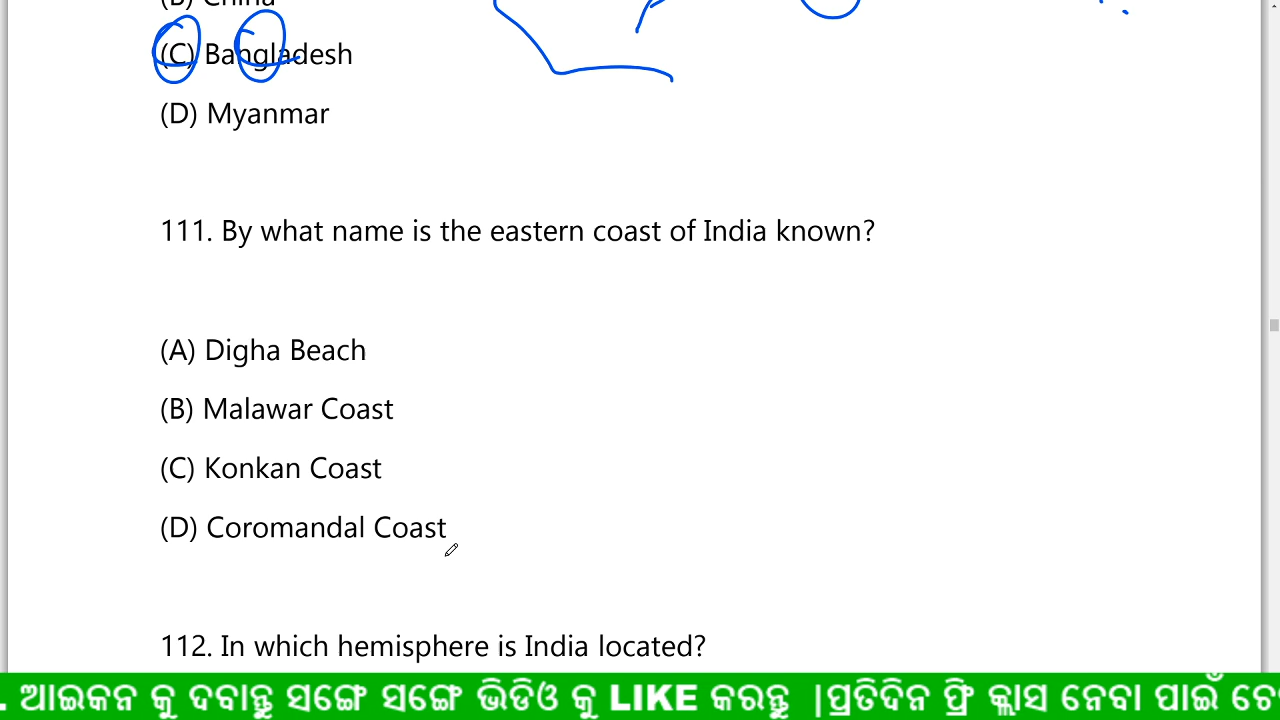 (B) China
(C) Bangladesh
(D) Myanmar
111. By what name is the eastern coast of India known?
(A) Digha Beach
(B) Malawar Coast
(C) Konkan Coast
(D) Coromandal Coast
112. In which hemisphere is India located?
. ଆଇକନ କୁ ଦବାନ୍ତୁ ସଙ୍ଗେ ସଙ୍ଗେ ଭିଡିଓ କୁ LIKE କରନ୍ତୁ |ପ୍ରତିଦିନ ଫ୍ରି କ୍ଲାସ ନେବା ପାଇଁ ଚେ